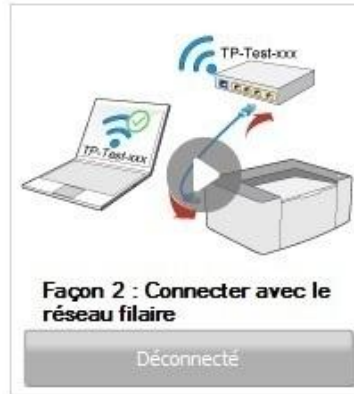 TP-Test-xxx
TP-Test-xxx
Façon 2 : Connecter avec le
réseau filaire
Déconnecté